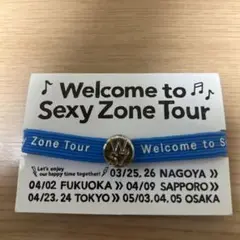 Welcome to
Sexy Zone Tour
Zone Tour
W
Welcome to S
Let's enjoy
our happy time together!
03/25, 26 NAGOYA》
04/02 FUKUOKA》04/09 SAPPORO》
04/23. 24 TOKYO》05/03.04.05 OSAKA